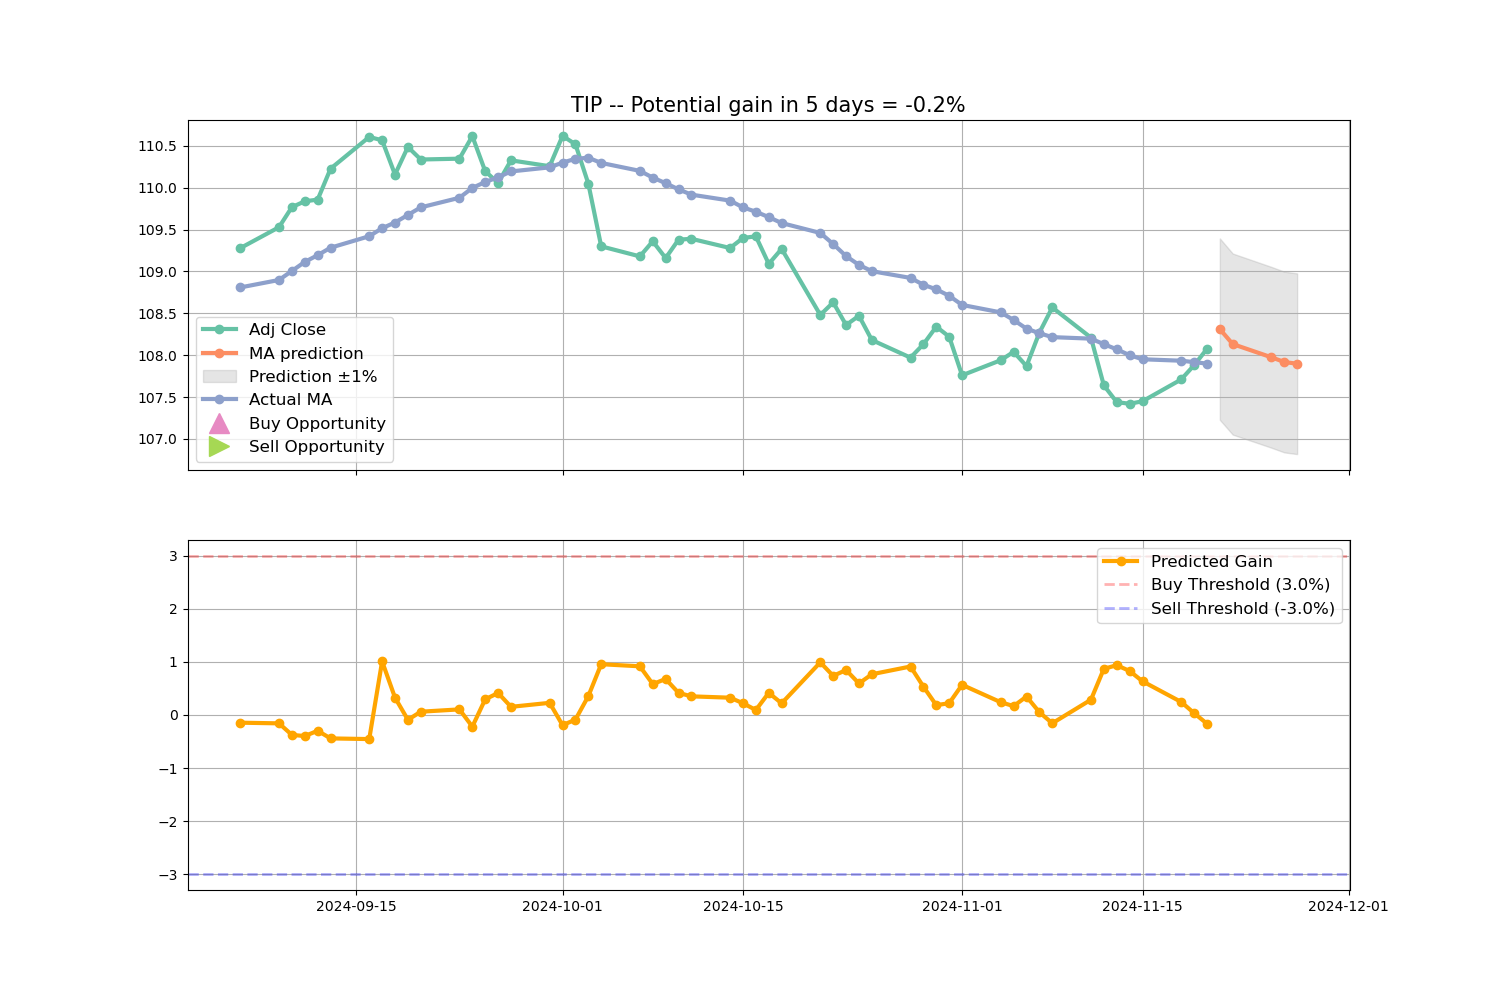 TIP -- Potential gain in 5 days = -0.2%
110.5
110.0
109.5
109.0
108.5
108.0
107.5
107.0
Adj Close
MA prediction
Prediction ±1%
Actual MA
Buy Opportunity
Sell Opportunity
3
2
1
0
−1
−2
−3
Predicted Gain
Buy Threshold (3.0%)
Sell Threshold (-3.0%)
2024-09-15 2024-10-01 2024-10-15 2024-11-01 2024-11-15 2024-12-01